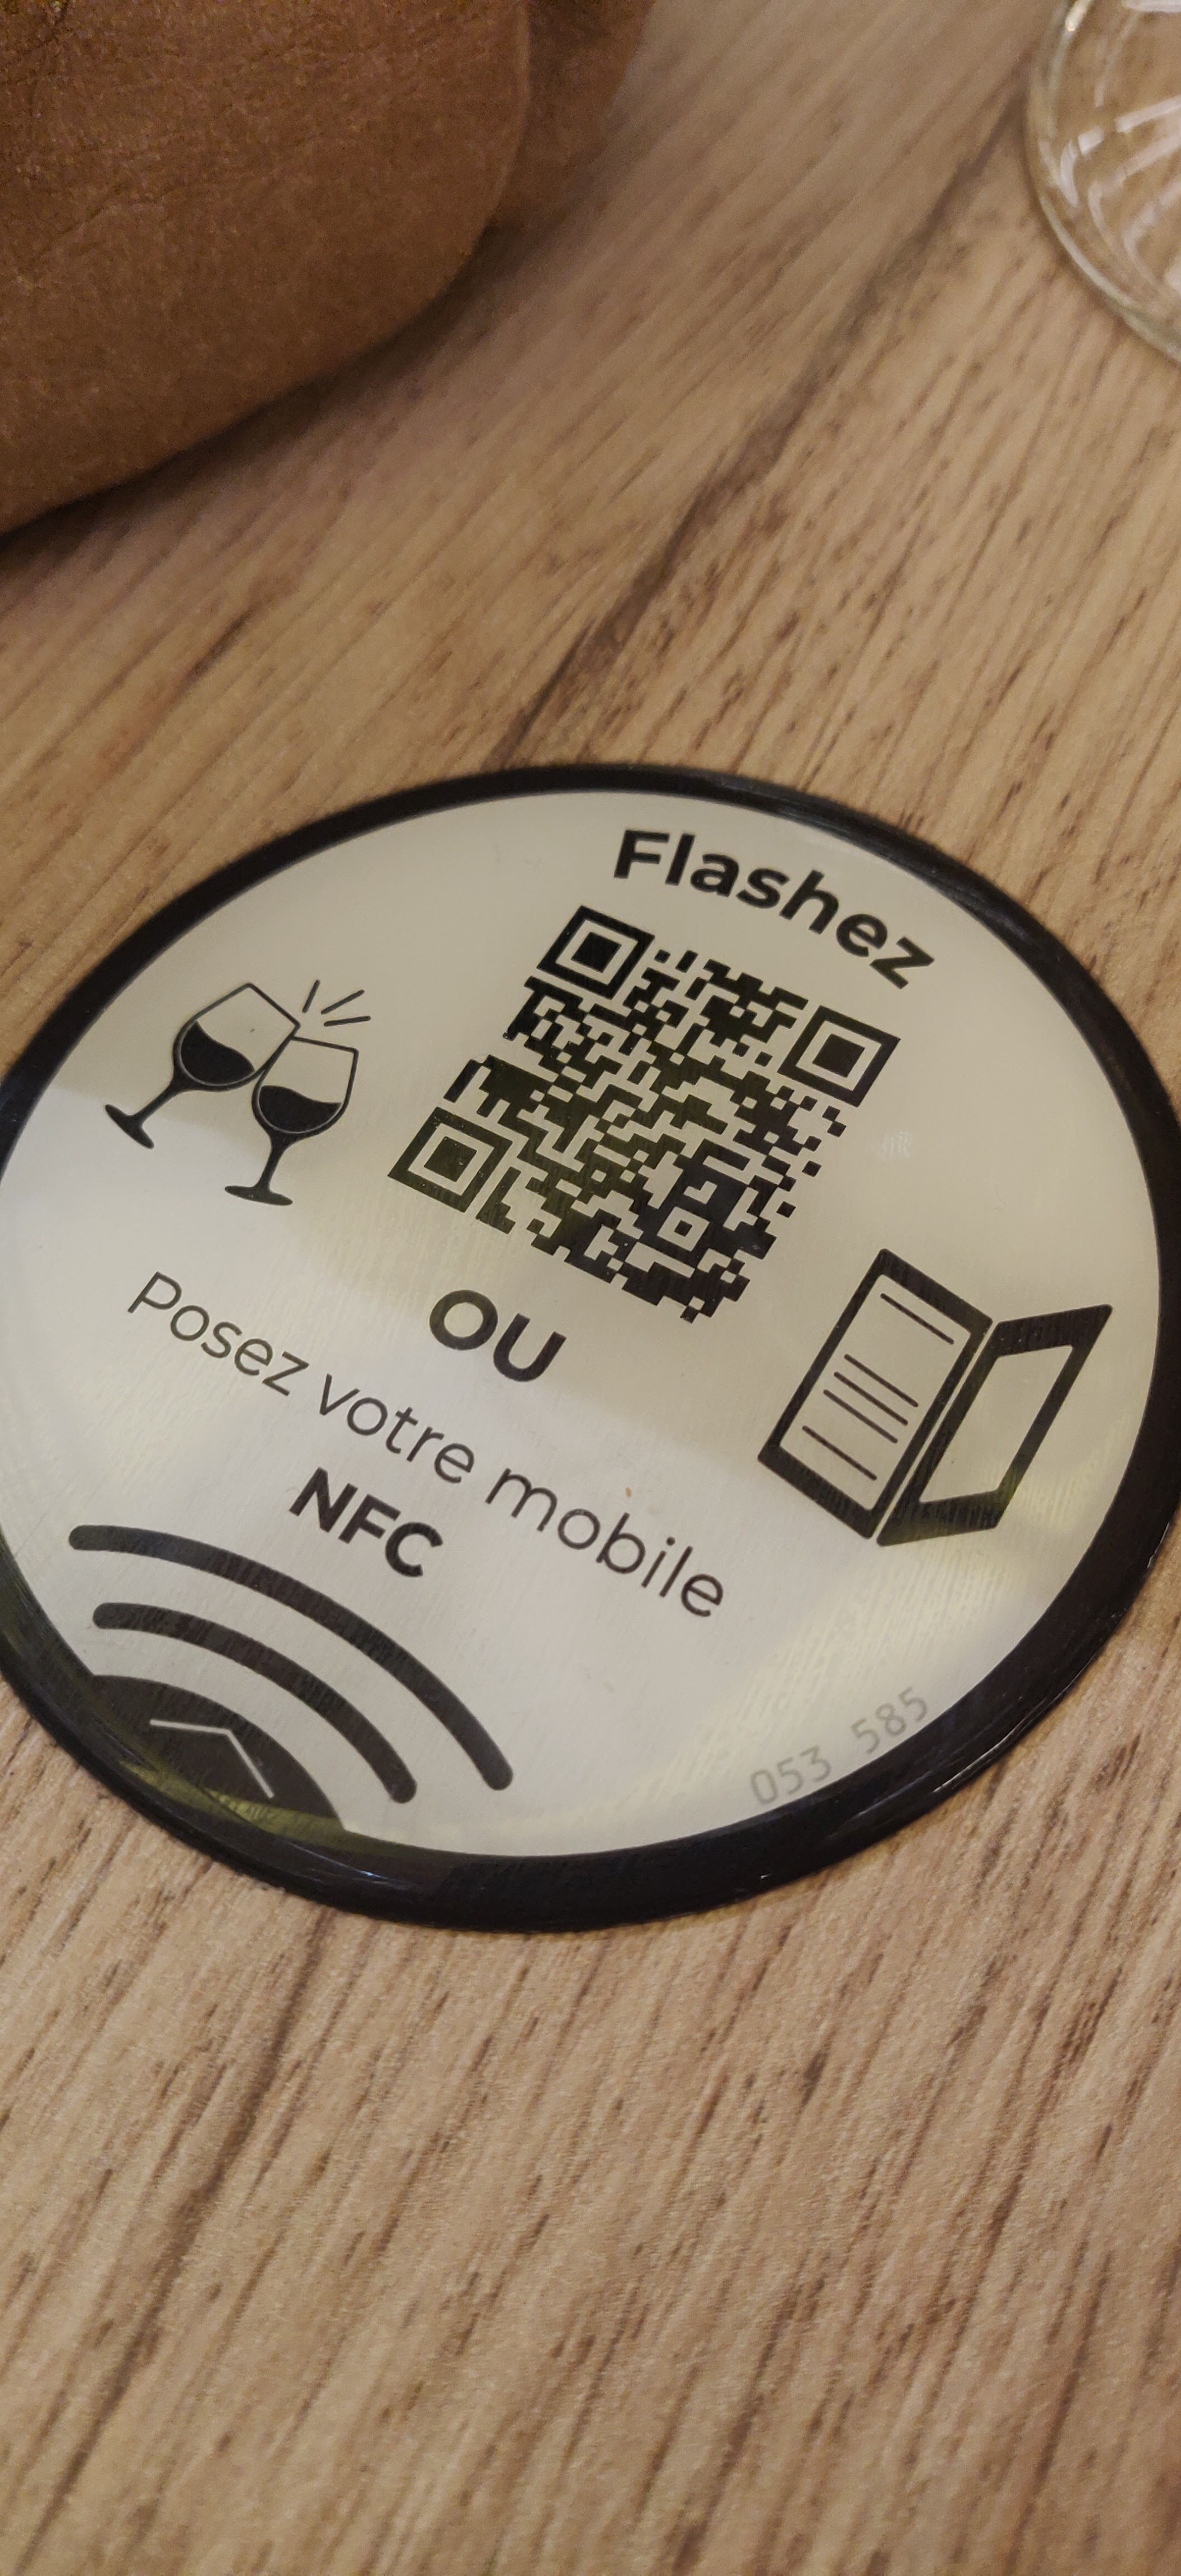 Flashez
OU
Posez votre mobile
NFC
053 585